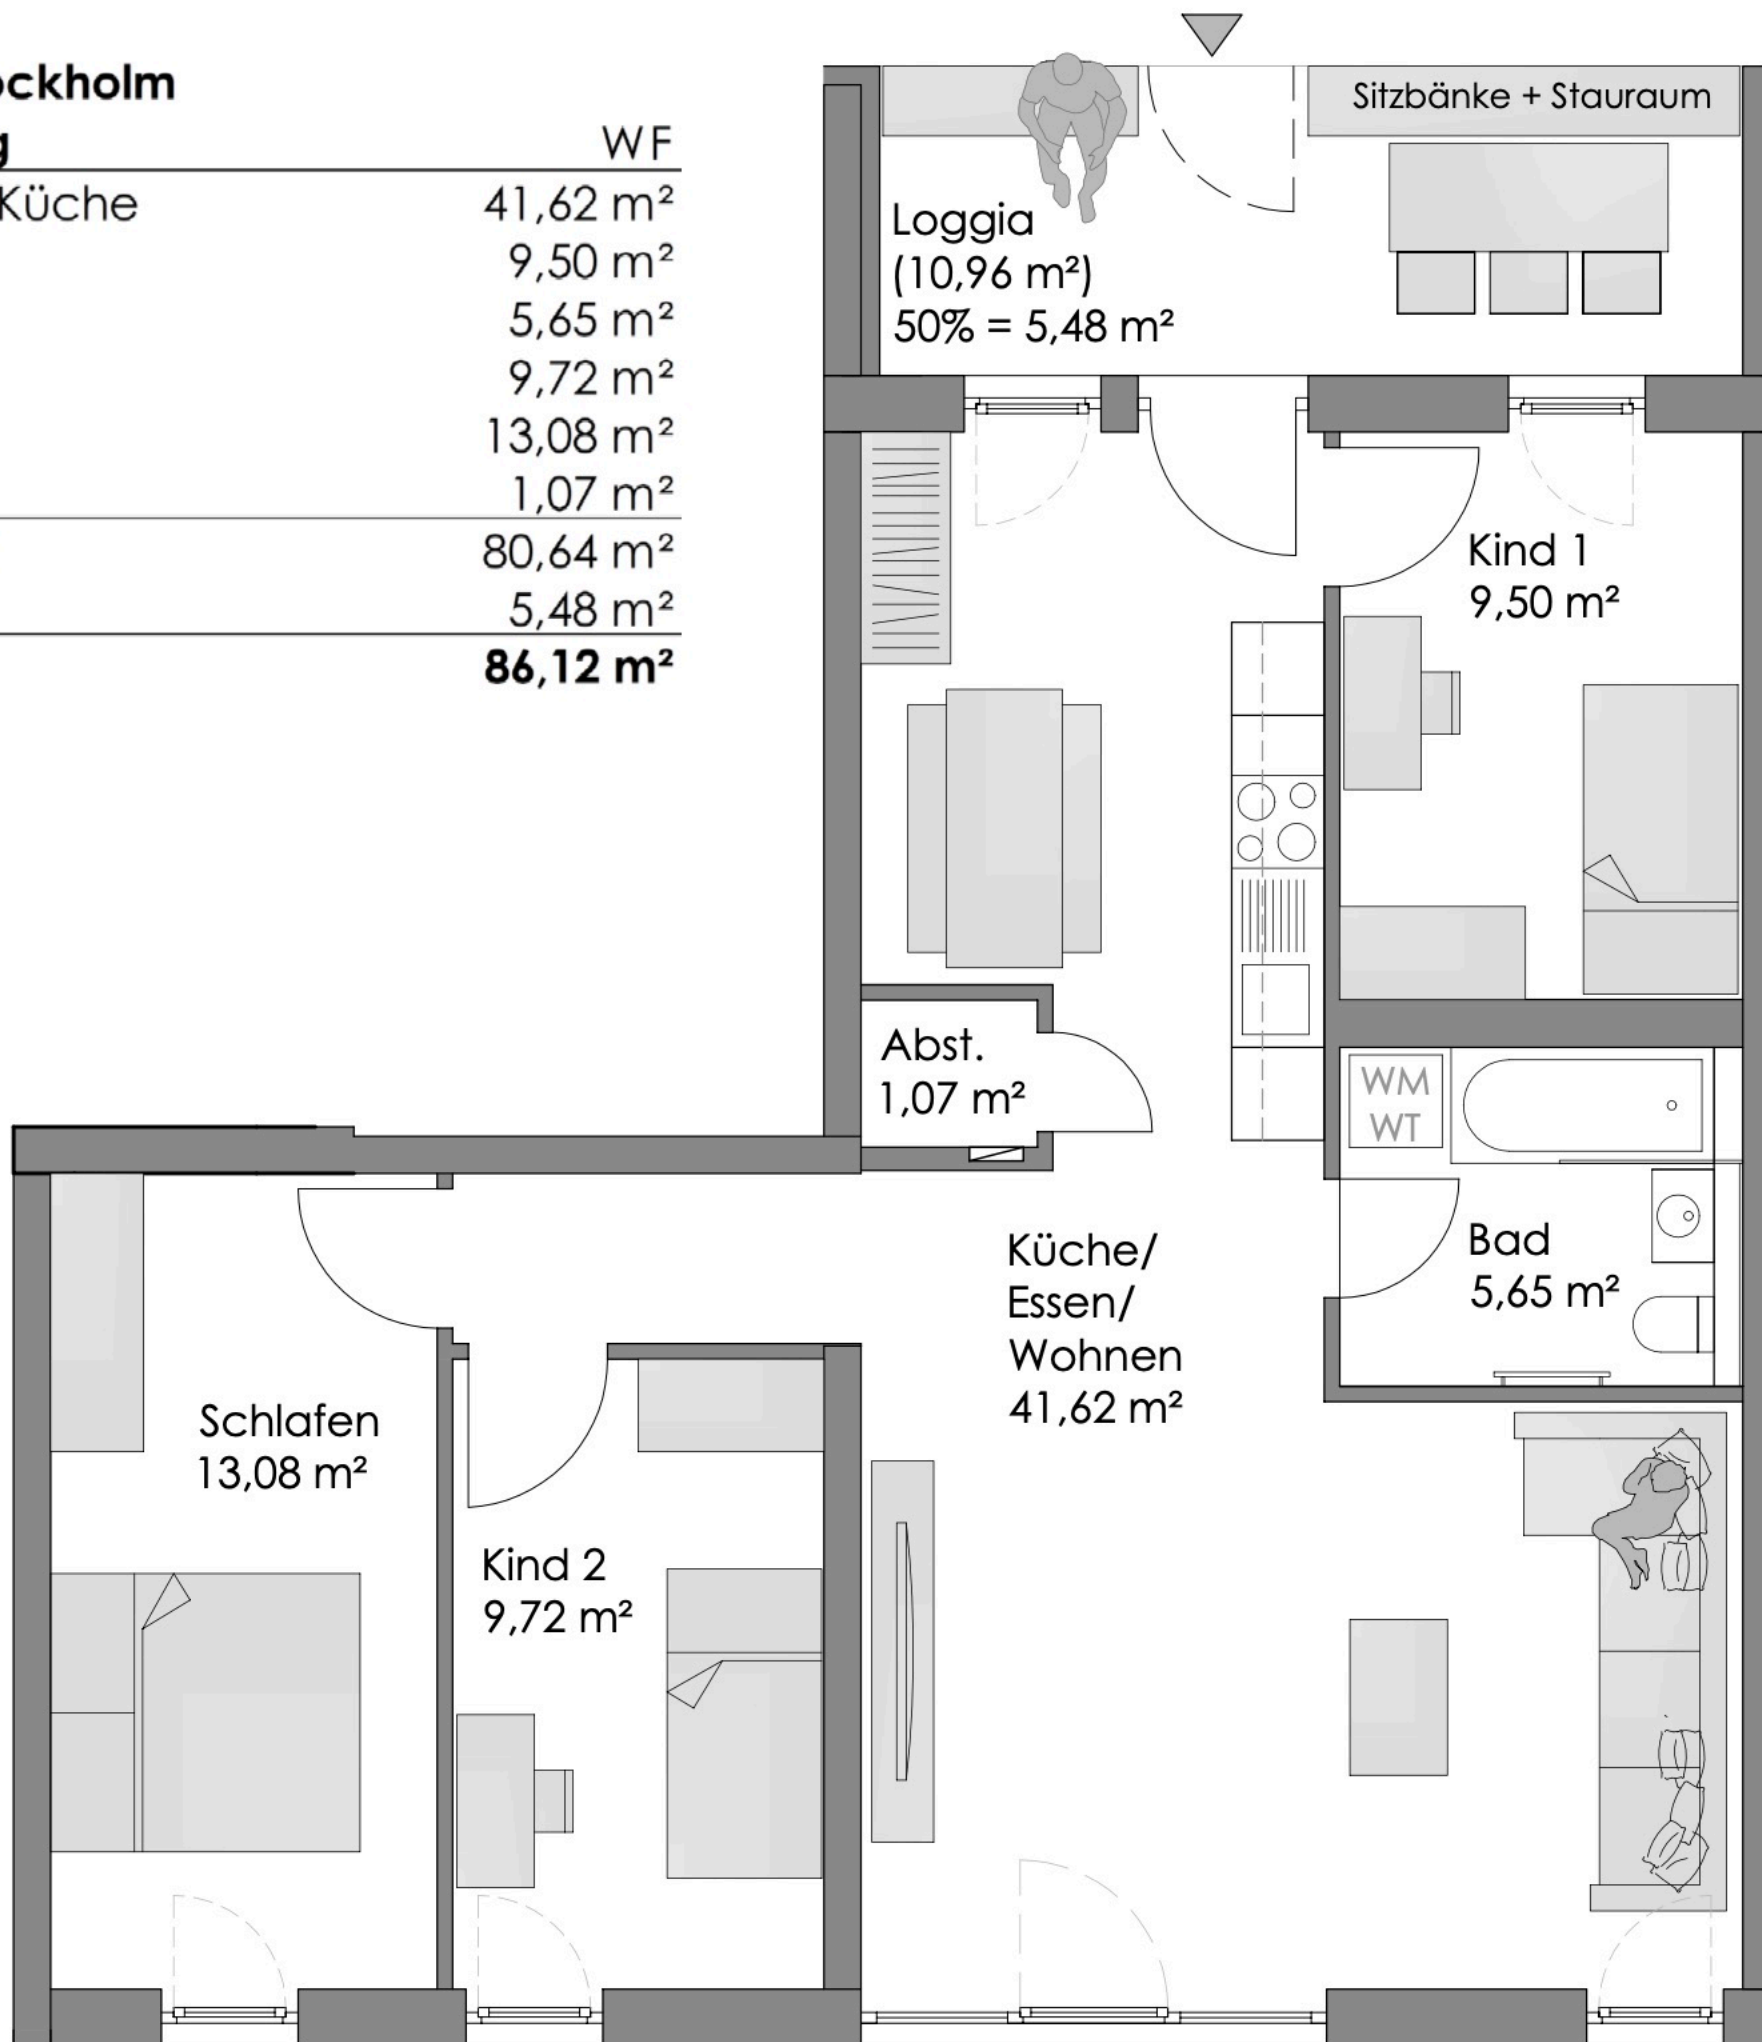 ockholm
g WF
Küche 41,62 m²
9,50 m²
5,65 m²
9,72 m²
13,08 m²
1,07 m²
80,64 m²
5,48 m²
86,12 m²
Sitzbänke + Stauraum
Loggia
(10,96 m²)
50% = 5,48 m²
Kind 1
9,50 m²
Abst.
1,07 m²
WM
WT
Bad
5,65 m²
Küche/
Essen/
Wohnen
41,62 m²
Schlafen
13,08 m²
Kind 2
9,72 m²